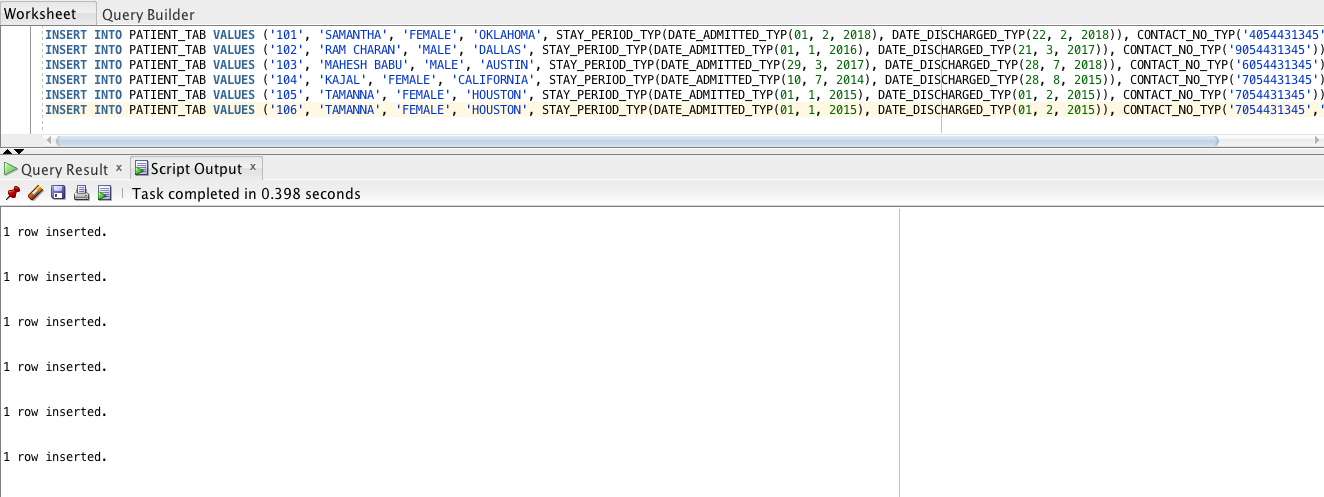 Worksheet Query Builder
INSERT INTO PATIENT_TAB VALUES ('101', 'SAMANTHA', 'FEMALE', 'OKLAHOMA', STAY_PERIOD_TYP(DATE_ADMITTED_TYP(01, 2, 2018), DATE_DISCHARGED_TYP(22, 2, 2018)), CONTACT_NO_TYP('4054431345'
INSERT INTO PATIENT_TAB VALUES ('102', 'RAM CHARAN', 'MALE', 'DALLAS', STAY_PERIOD_TYP(DATE_ADMITTED_TYP(01, 1, 2016), DATE_DISCHARGED_TYP(21, 3, 2017)), CONTACT_NO_TYP('9054431345'))
INSERT INTO PATIENT_TAB VALUES ('103', 'MAHESH BABU', 'MALE', 'AUSTIN', STAY_PERIOD_TYP(DATE_ADMITTED_TYP(29, 3, 2017), DATE_DISCHARGED_TYP(28, 7, 2018)), CONTACT_NO_TYP('6054431345')
INSERT INTO PATIENT_TAB VALUES ('104', 'KAJAL', 'FEMALE', 'CALIFORNIA', STAY_PERIOD_TYP(DATE_ADMITTED_TYP(10, 7, 2014), DATE_DISCHARGED_TYP(28, 8, 2015)), CONTACT_NO_TYP('7054431345')
INSERT INTO PATIENT_TAB VALUES ('105', 'TAMANNA', 'FEMALE', 'HOUSTON', STAY_PERIOD_TYP(DATE_ADMITTED_TYP(01, 1, 2015), DATE_DISCHARGED_TYP(01, 2, 2015)), CONTACT_NO_TYP('7054431345'))
INSERT INTO PATIENT_TAB VALUES ('106', 'TAMANNA', 'FEMALE', 'HOUSTON', STAY_PERIOD_TYP(DATE_ADMITTED_TYP(01, 1, 2015), DATE_DISCHARGED_TYP(01, 2, 2015)), CONTACT_NO_TYP('7054431345','
Query Result x Script Output x
Task completed in 0.398 seconds
1 row inserted.
1 row inserted.
1 row inserted.
1 row inserted.
1 row inserted.
1 row inserted.